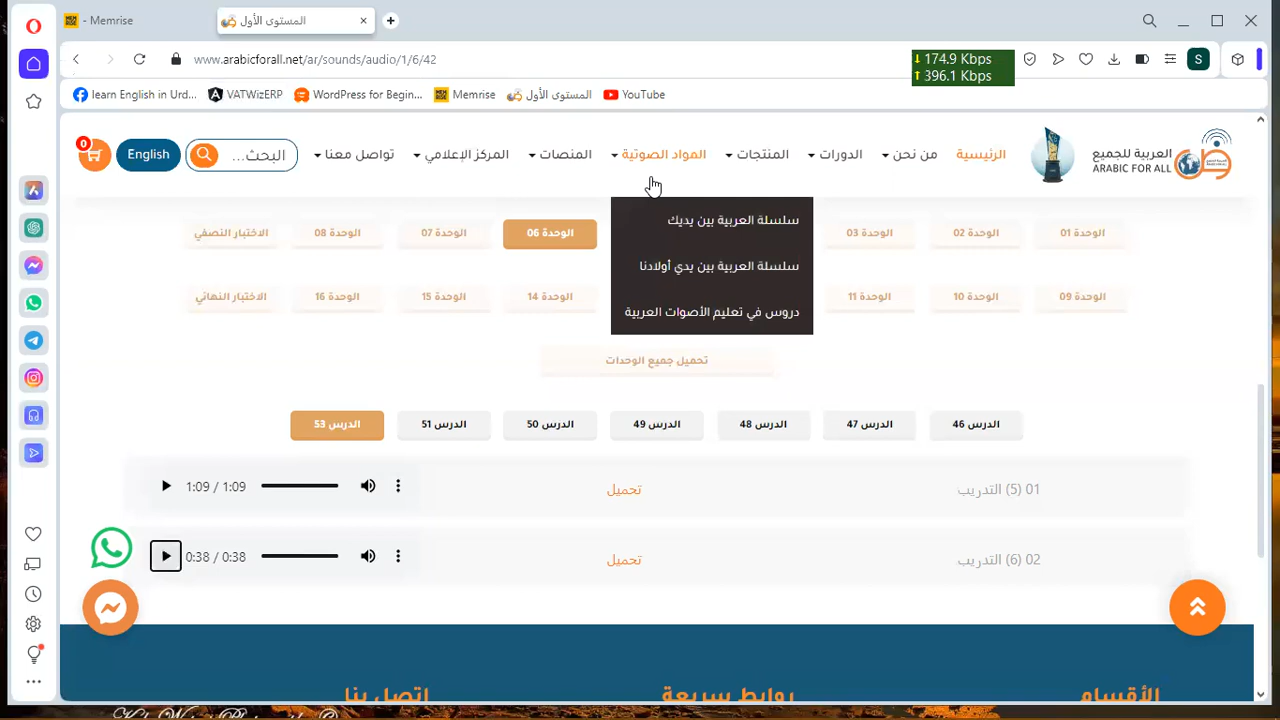 Memrise
المستوى الأول
www.arabicforall.net/ar/sounds/audio/1/6/42
174.9 Kbps
396.1 Kbps
S
learn English in Urd...
VATWizERP
WordPress for Begin...
Memrise
المستوى الأول
YouTube
ARABIC FOR ALL
العربية للجميع
الرئيسية
من نحن
الدورات
المنتجات
المواد الصوتية
المنصات
المركز الإعلامي
تواصل معنا
البحث...
English
0
سلسلة العربية بين يديك
سلسلة العربية بين يدي أولادنا
دروس في تعليم الأصوات العربية
الوحدة 01
الوحدة 02
الوحدة 03
الوحدة 06
الوحدة 07
الوحدة 08
الاختبار النصفي
الوحدة 09
الوحدة 10
الوحدة 11
الوحدة 14
الوحدة 15
الوحدة 16
الاختبار النهائي
تحميل جميع الوحدات
الدرس 46
الدرس 47
الدرس 48
الدرس 49
الدرس 50
الدرس 51
الدرس 53
01 (5) التدريب
تحميل
1:09 / 1:09
02 (6) التدريب
تحميل
0:38 / 0:38
الأقسام
روابط سريعة
اتصل بنا